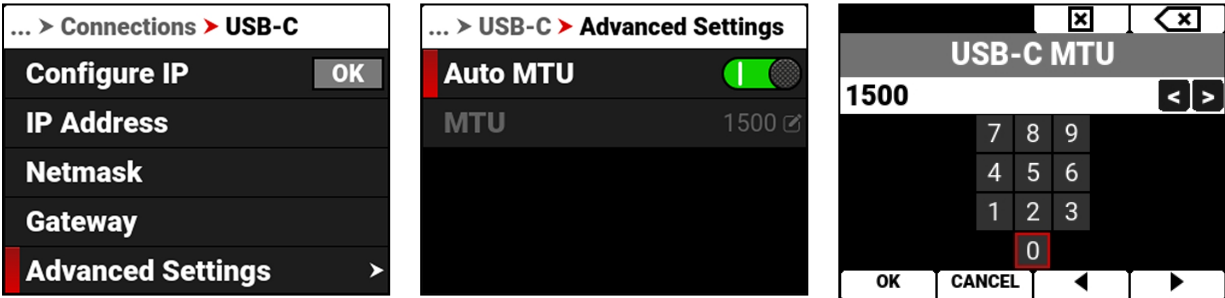 ... > Connections > USB-C
Configure IP OK
IP Address
Netmask
Gateway
Advanced Settings >
... > USB-C > Advanced Settings
Auto MTU
MTU 1500
USB-C MTU
1500 < >
7 8 9
4 5 6
1 2 3
0
OK CANCEL